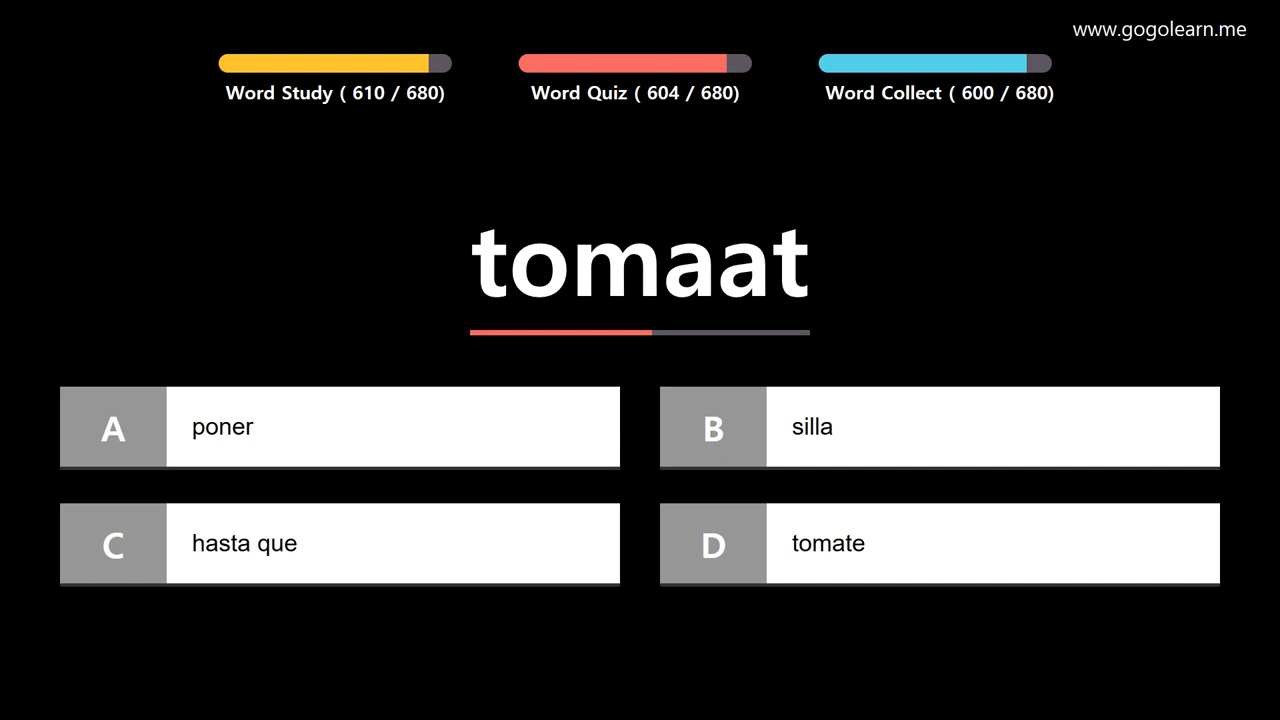 www.gogolearn.me
Word Study ( 610 / 680)
Word Quiz ( 604 / 680)
Word Collect ( 600 / 680)
tomaat
A poner
B silla
C hasta que
D tomate